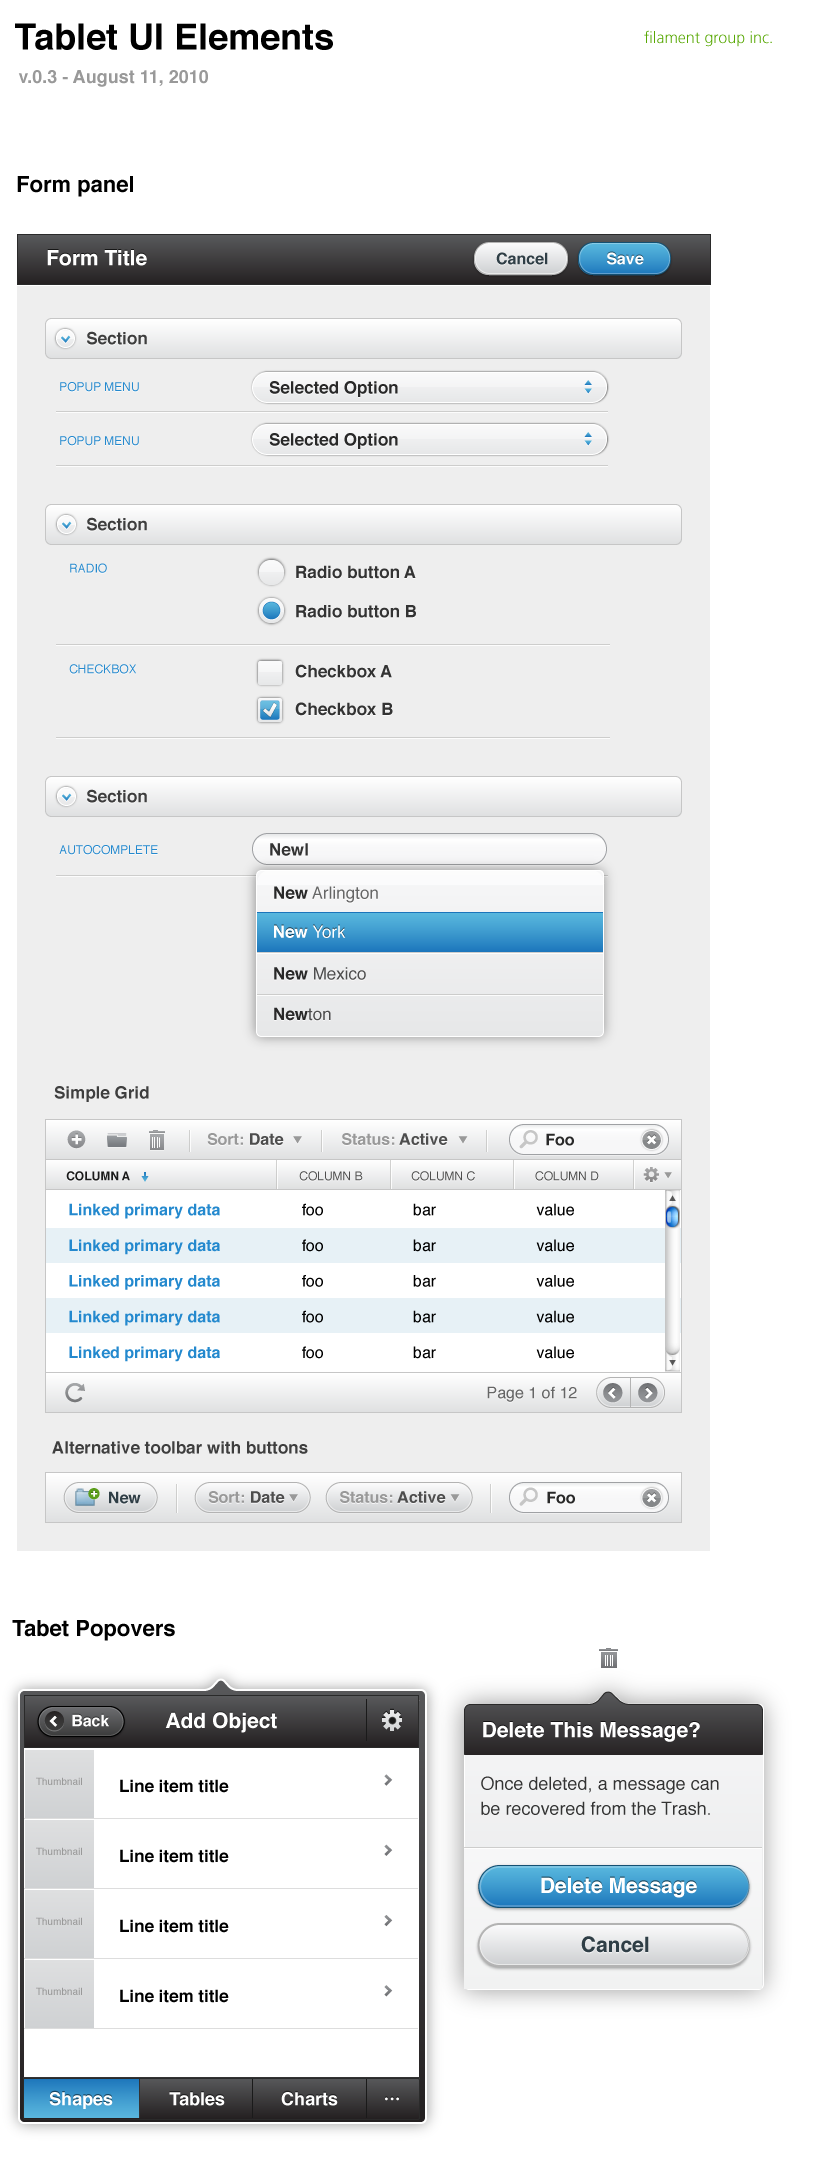 Tablet UI Elements
filament group inc.
v.0.3 - August 11, 2010
Form panel
Form Title
Cancel
Save
Section
POPUP MENU
Selected Option
POPUP MENU
Selected Option
Section
RADIO
Radio button A
Radio button B
CHECKBOX
Checkbox A
Checkbox B
Section
AUTOCOMPLETE
Newl
New Arlington
New York
New Mexico
Newton
Simple Grid
Sort: Date
Status: Active
Foo
COLUMN A
COLUMN B
COLUMN C
COLUMN D
Linked primary data foo bar value
Linked primary data foo bar value
Linked primary data foo bar value
Linked primary data foo bar value
Linked primary data foo bar value
Page 1 of 12
Alternative toolbar with buttons
New
Sort: Date
Status: Active
Foo
Tabet Popovers
Back
Add Object
Thumbnail
Line item title
Thumbnail
Line item title
Thumbnail
Line item title
Thumbnail
Line item title
Shapes
Tables
Charts
...
Delete This Message?
Once deleted, a message can
be recovered from the Trash.
Delete Message
Cancel